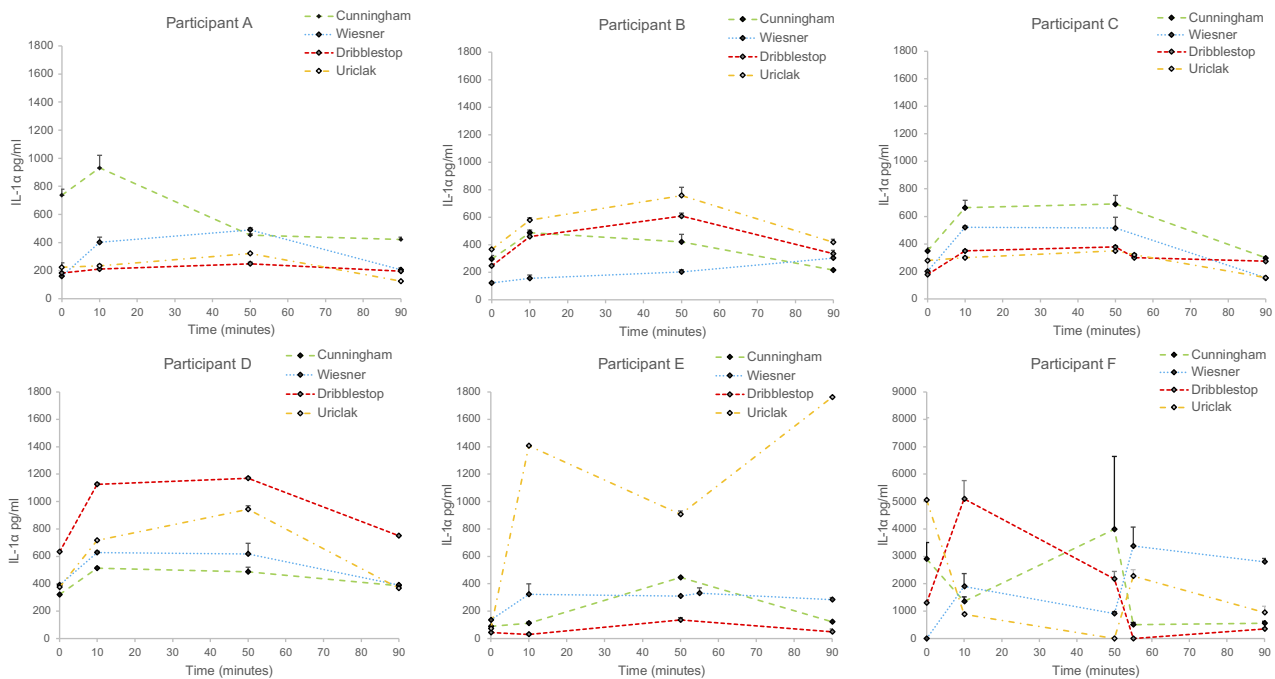 Participant A
Cunningham
Wiesner
Dribblestop
Uriclak
1800
1600
1400
1200
1000
800
600
400
200
0
IL-1α pg/ml
0 10 20 30 40 50 60 70 80 90
Time (minutes)
Participant B
Cunningham
Wiesner
Dribblestop
Uriclak
1800
1600
1400
1200
1000
800
600
400
200
0
IL-1α pg/ml
0 10 20 30 40 50 60 70 80 90
Time (minutes)
Participant C
Cunningham
Wiesner
Dribblestop
Uriclak
1800
1600
1400
1200
1000
800
600
400
200
0
IL-1α pg/ml
0 10 20 30 40 50 60 70 80 90
Time (minutes)
Participant D
Cunningham
Wiesner
Dribblestop
Uriclak
1800
1600
1400
1200
1000
800
600
400
200
0
IL-1α pg/ml
0 10 20 30 40 50 60 70 80 90
Time (minutes)
Participant E
Cunningham
Wiesner
Dribblestop
Uriclak
1800
1600
1400
1200
1000
800
600
400
200
0
IL-1α pg/ml
0 10 20 30 40 50 60 70 80 90
Time (minutes)
Participant F
Cunningham
Wiesner
Dribblestop
Uriclak
9000
8000
7000
6000
5000
4000
3000
2000
1000
0
IL-1α pg/ml
0 10 20 30 40 50 60 70 80 90
Time (minutes)